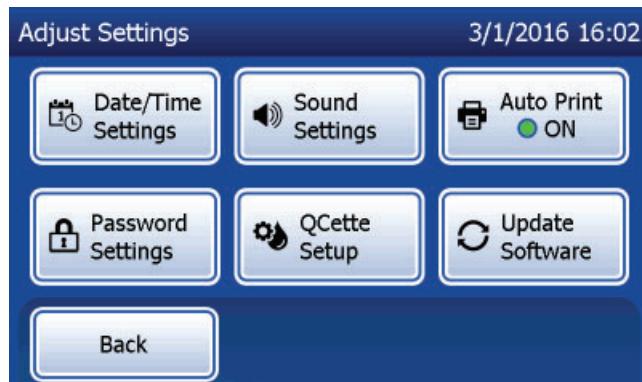 Adjust Settings 3/1/2016 16:02
Date/Time Settings
Sound Settings
Auto Print
ON
Password Settings
QCette Setup
Update Software
Back